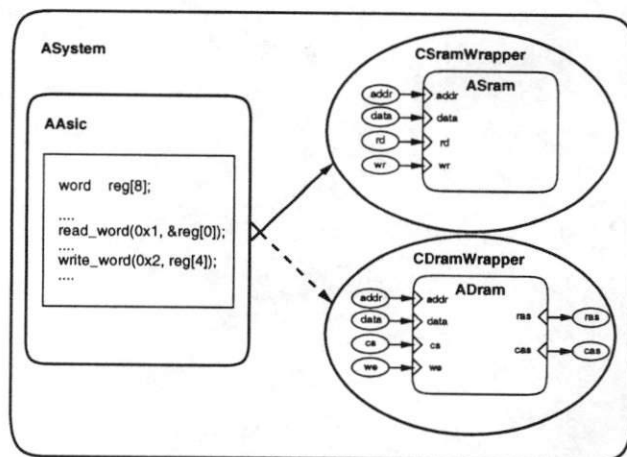 ASystem
AAsic
word reg[8];
....
read_word(0x1, &reg[0]);
....
write_word(0x2, reg[4]);
....
CSramWrapper
ASram
addr addr
data data
rd rd
wr wr
CDramWrapper
ADram
addr addr
data data
cs cs
we we
ras ras
cas cas